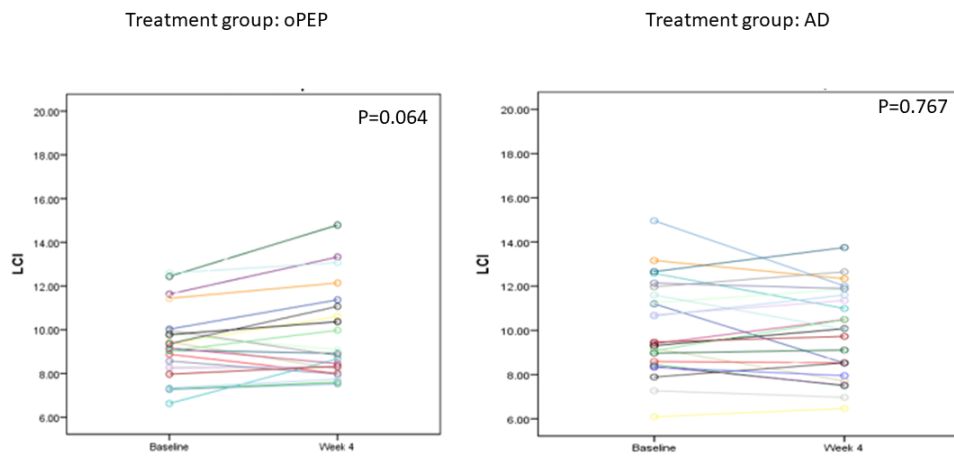 Treatment group: oPEP
Treatment group: AD
P=0.064
20.00
18.00
16.00
14.00
12.00
10.00
8.00
6.00
LCI
Baseline
Week 4
P=0.767
20.00
18.00
16.00
14.00
12.00
10.00
8.00
6.00
LCI
Baseline
Week 4